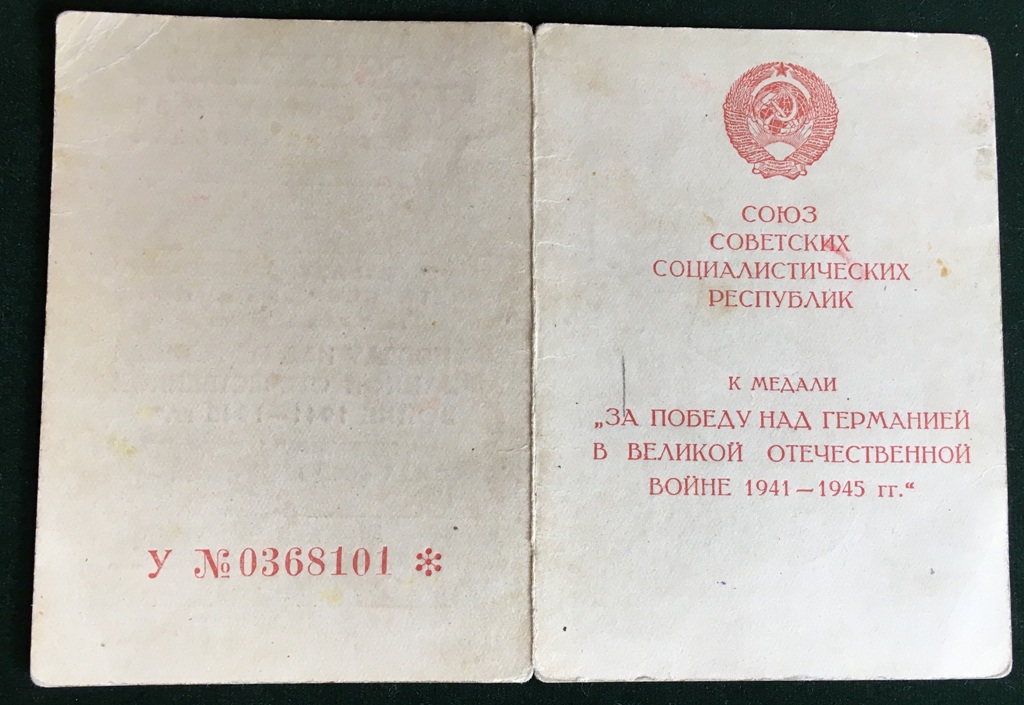 У №0368101 *
СОЮЗ
СОВЕТСКИХ
СОЦИАЛИСТИЧЕСКИХ
РЕСПУБЛИК
К МЕДАЛИ
„ЗА ПОБЕДУ НАД ГЕРМАНИЕЙ
В ВЕЛИКОЙ ОТЕЧЕСТВЕННОЙ
ВОЙНЕ 1941—1945 гг.“